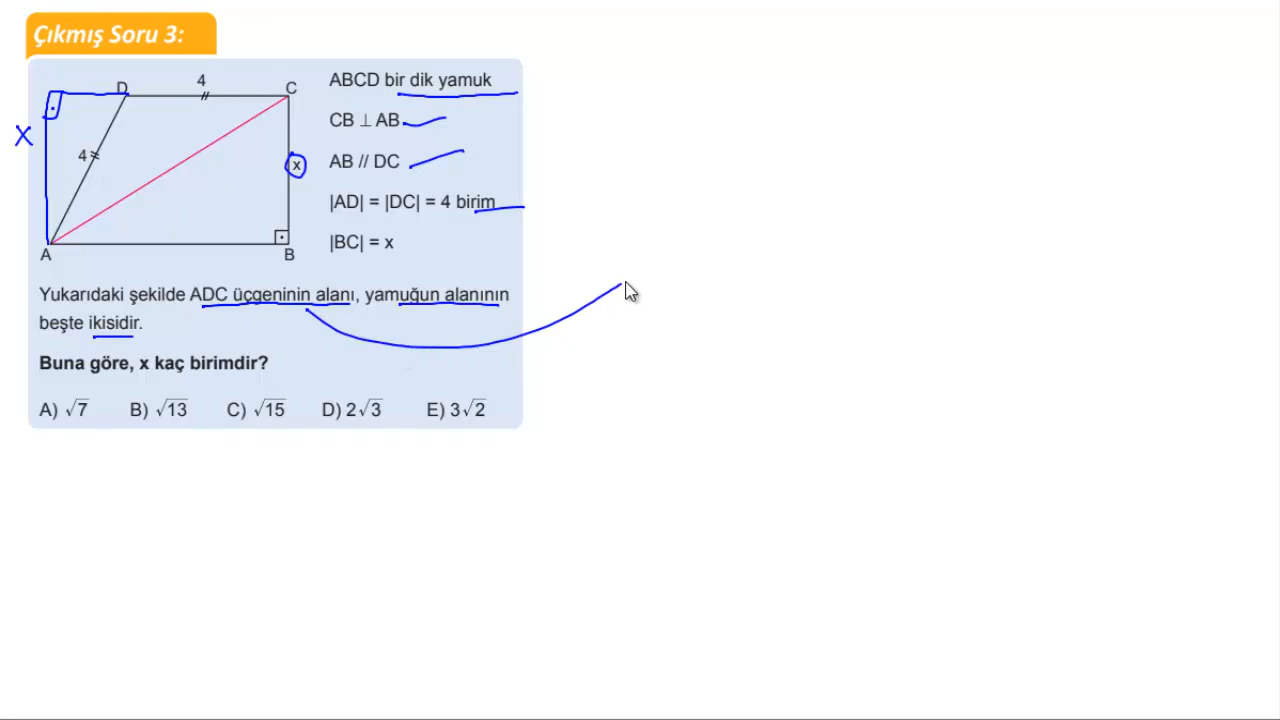 Çıkmış Soru 3:
D 4 C
ABCD bir dik yamuk
CB ⊥ AB
X
4
x
AB // DC
|AD| = |DC| = 4 birim
|BC| = x
A B
Yukarıdaki şekilde ADC üçgeninin alanı, yamuğun alanının
beşte ikisidir.
Buna göre, x kaç birimdir?
A) √7 B) √13 C) √15 D) 2√3 E) 3√2